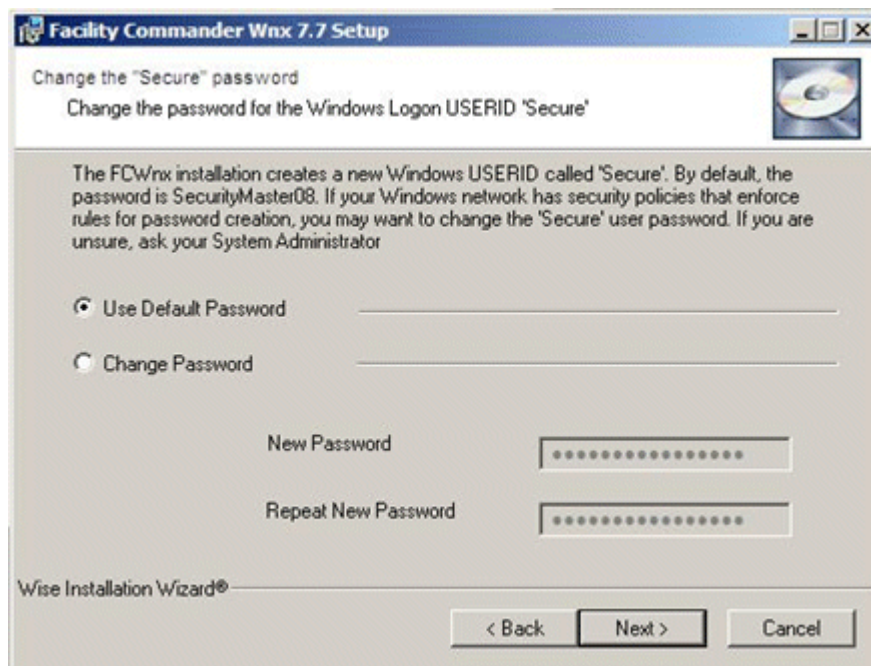 Facility Commander Wnx 7.7 Setup
Change the "Secure" password
Change the password for the Windows Logon USERID 'Secure'
The FCWnx installation creates a new Windows USERID called 'Secure'. By default, the
password is SecurityMaster08. If your Windows network has security policies that enforce
rules for password creation, you may want to change the 'Secure' user password. If you are
unsure, ask your System Administrator
Use Default Password
Change Password
New Password
••••••••••••••••
Repeat New Password
••••••••••••••••
Wise Installation Wizard®
< Back Next > Cancel